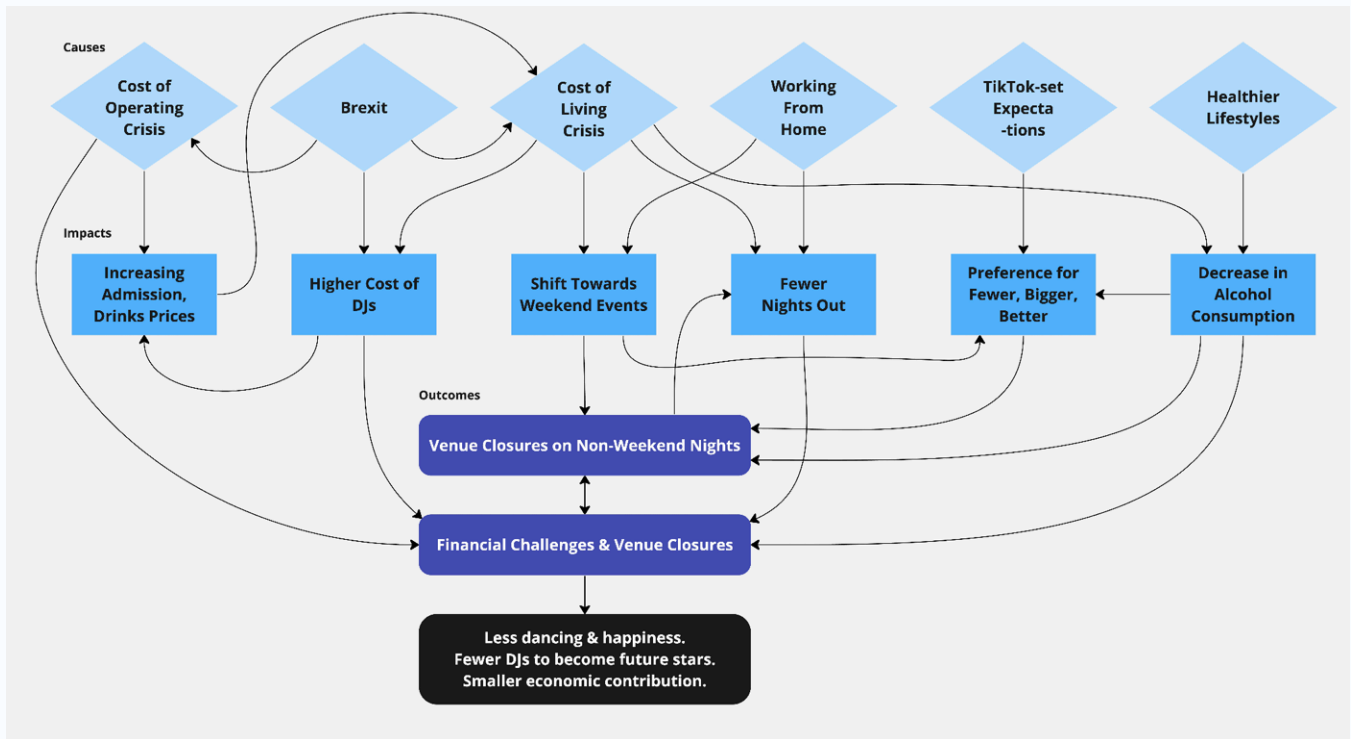 Causes
Cost of
Operating
Crisis
Brexit
Cost of
Living
Crisis
Working
From
Home
TikTok-set
Expecta
-tions
Healthier
Lifestyles
Impacts
Increasing
Admission,
Drinks Prices
Higher Cost of
DJs
Shift Towards
Weekend Events
Fewer
Nights Out
Preference for
Fewer, Bigger,
Better
Decrease in
Alcohol
Consumption
Outcomes
Venue Closures on Non-Weekend Nights
Financial Challenges & Venue Closures
Less dancing & happiness.
Fewer DJs to become future stars.
Smaller economic contribution.